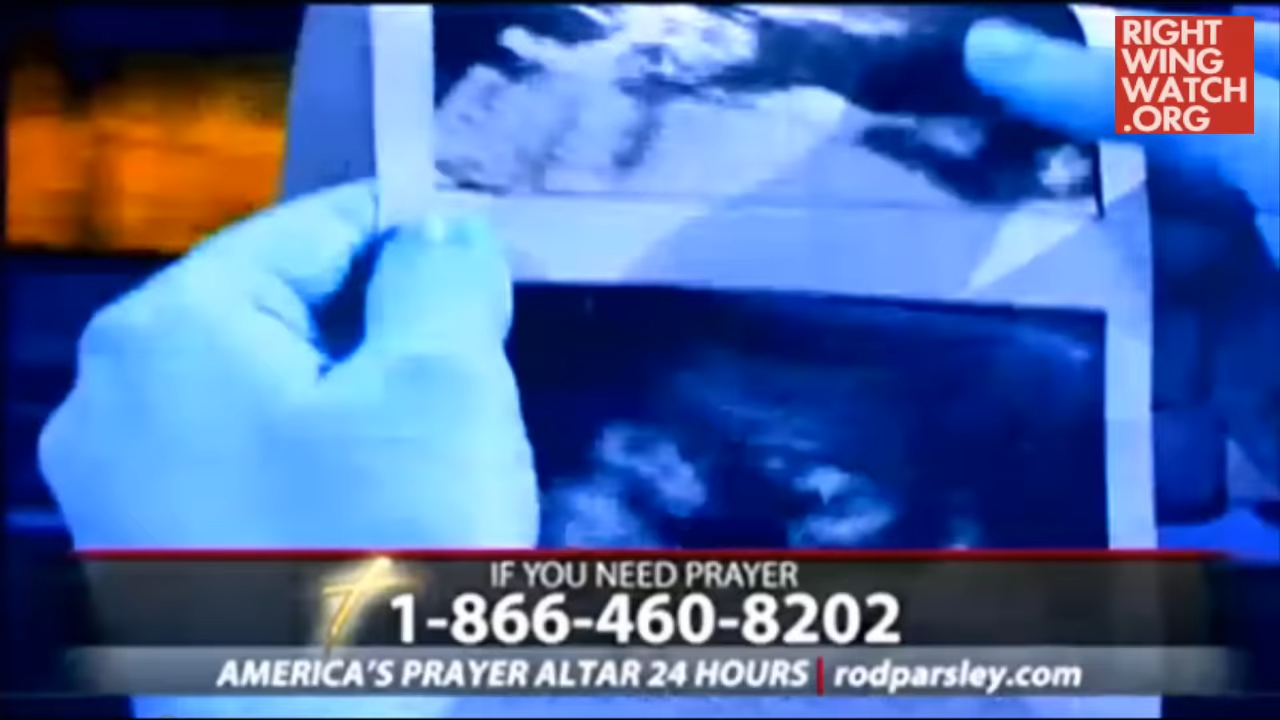 RIGHT
WING
WATCH
.ORG
IF YOU NEED PRAYER
1-866-460-8202
AMERICA'S PRAYER ALTAR 24 HOURS | rodparsley.com